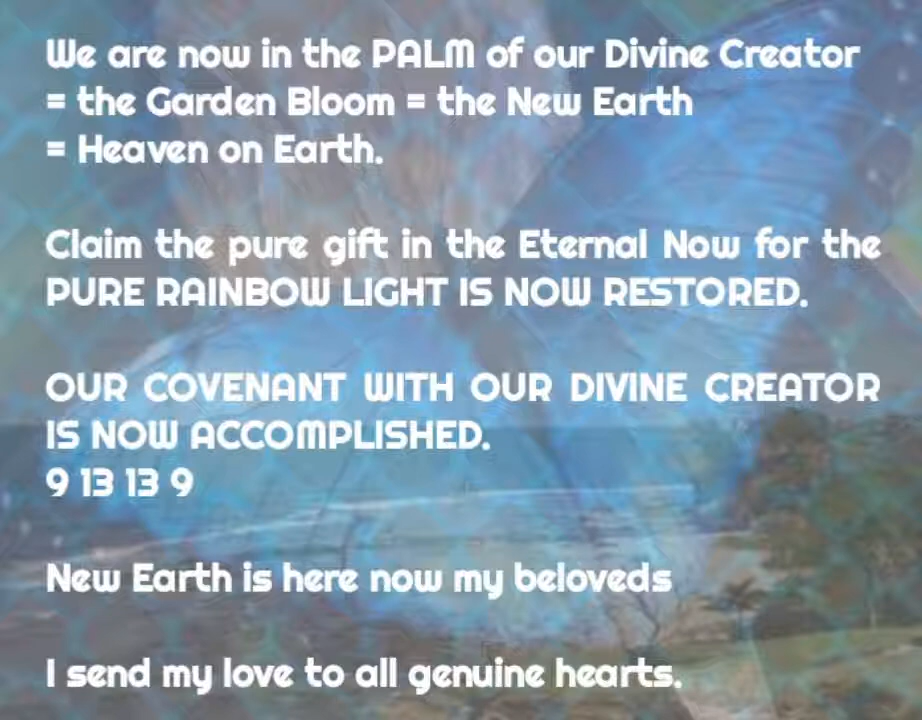 We are now in the PALM of our Divine Creator
= the Garden Bloom = the New Earth
= Heaven on Earth.
Claim the pure gift in the Eternal Now for the
PURE RAINBOW LIGHT IS NOW RESTORED.
OUR COVENANT WITH OUR DIVINE CREATOR
IS NOW ACCOMPLISHED.
9 13 13 9
New Earth is here now my beloveds
I send my love to all genuine hearts.